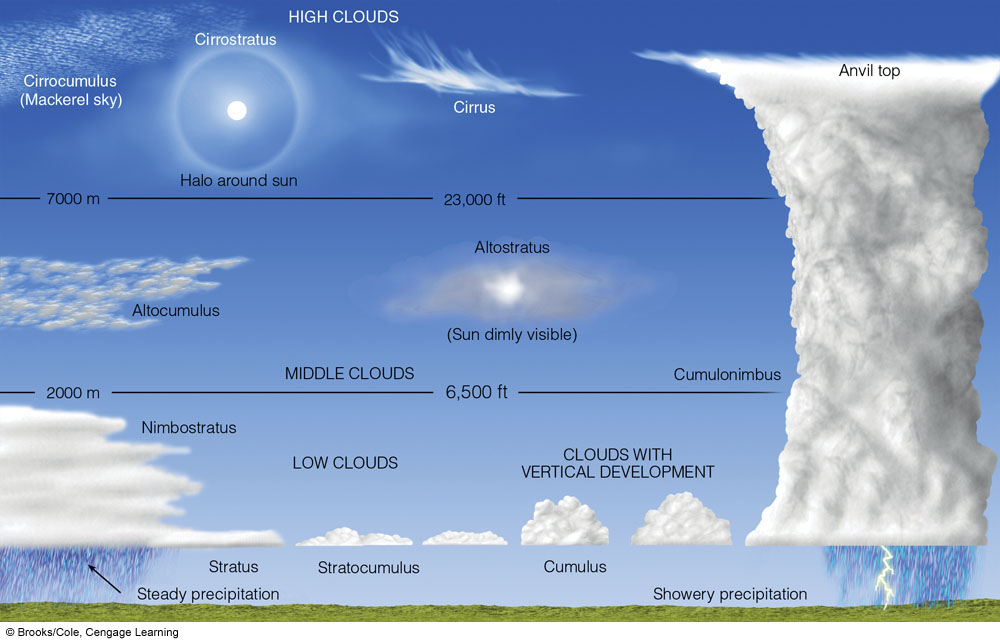 HIGH CLOUDS
Cirrostratus
Cirrocumulus
(Mackerel sky)
Cirrus
Anvil top
Halo around sun
7000 m
23,000 ft
Altostratus
Altocumulus
(Sun dimly visible)
MIDDLE CLOUDS
Cumulonimbus
2000 m
6,500 ft
Nimbostratus
LOW CLOUDS
CLOUDS WITH
VERTICAL DEVELOPMENT
Stratus
Stratocumulus
Cumulus
Steady precipitation
Showery precipitation
© Brooks/Cole, Cengage Learning